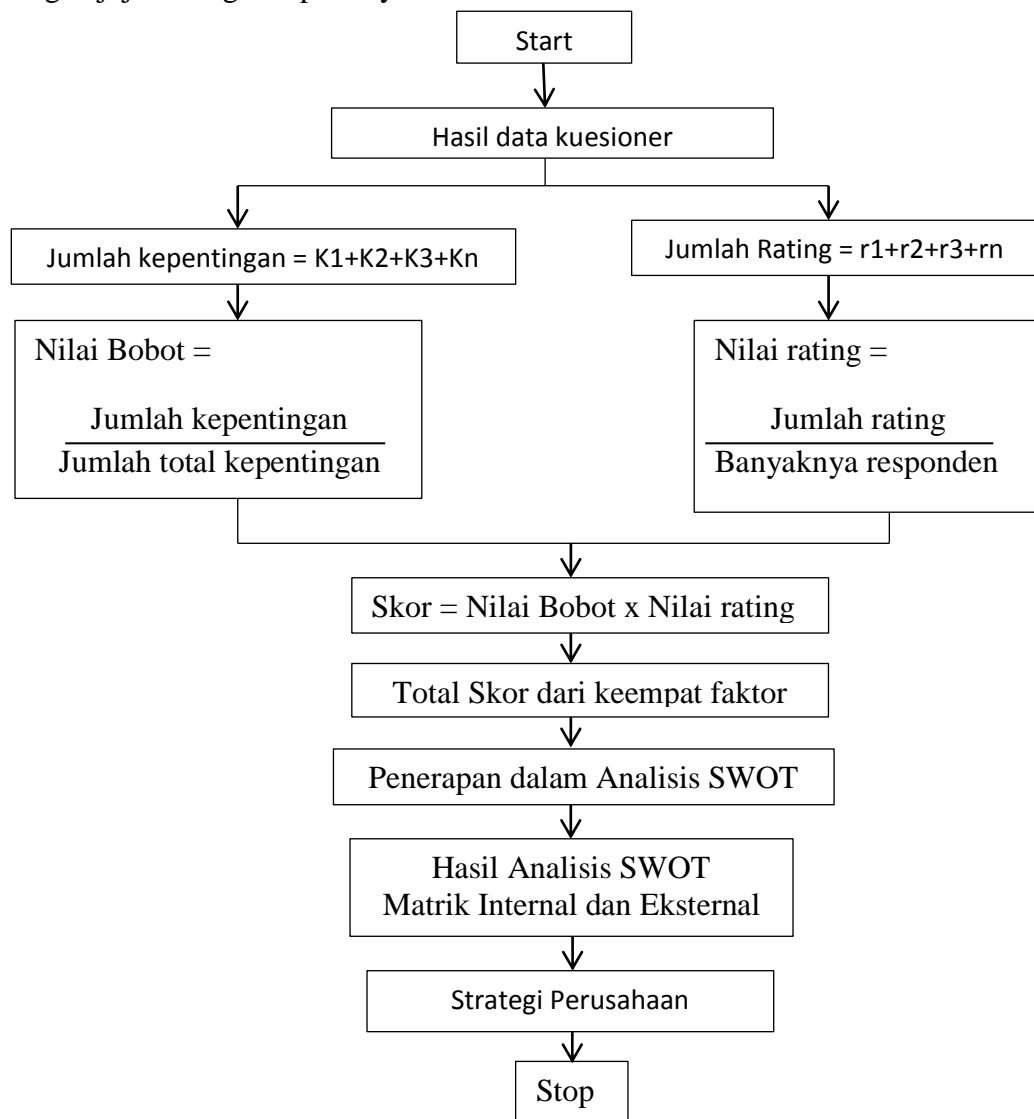 Start
Hasil data kuesioner
Jumlah kepentingan = K1+K2+K3+Kn
Jumlah Rating = r1+r2+r3+rn
Nilai Bobot =
Jumlah kepentingan
Jumlah total kepentingan
Nilai rating =
Jumlah rating
Banyaknya responden
Skor = Nilai Bobot x Nilai rating
Total Skor dari keempat faktor
Penerapan dalam Analisis SWOT
Hasil Analisis SWOT
Matrik Internal dan Eksternal
Strategi Perusahaan
Stop